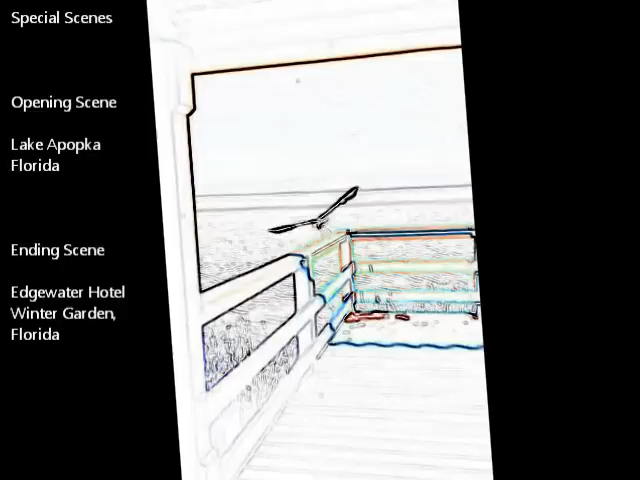 Special Scenes
Opening Scene
Lake Apopka
Florida
Ending Scene
Edgewater Hotel
Winter Garden,
Florida